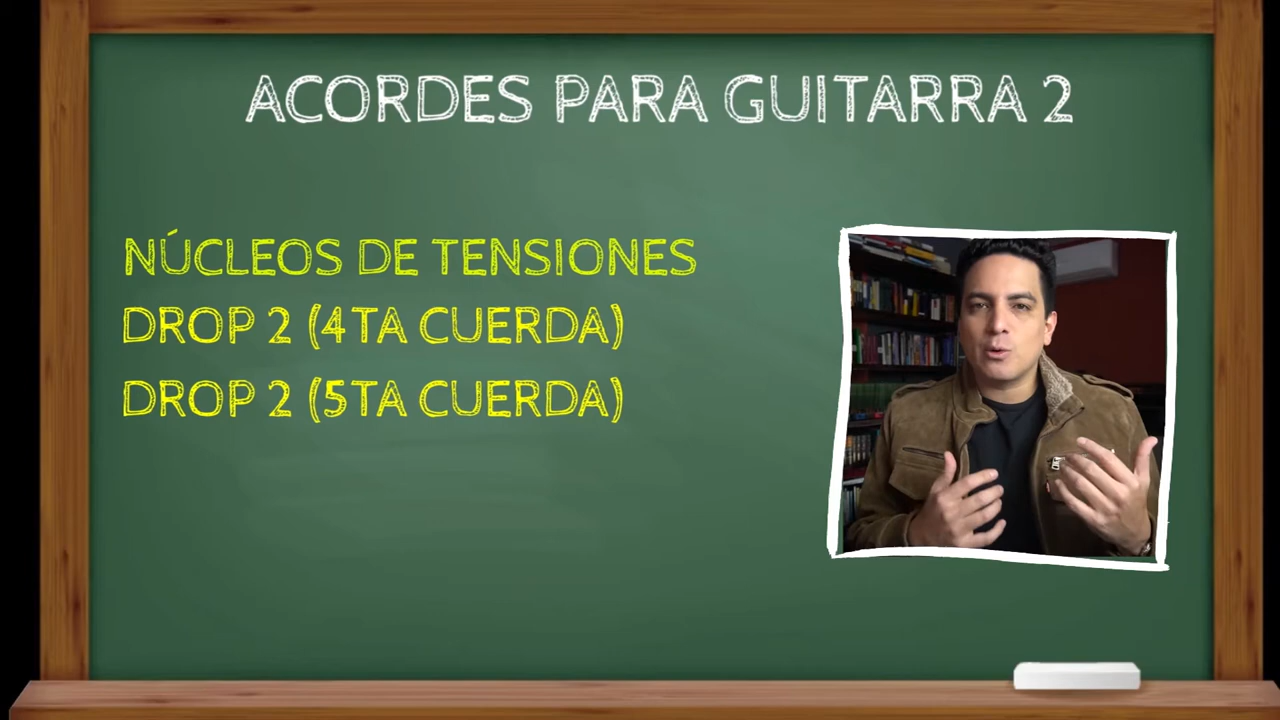 ACORDES PARA GUITARRA 2
NÚCLEOS DE TENSIONES
DROP 2 (4TA CUERDA)
DROP 2 (5TA CUERDA)